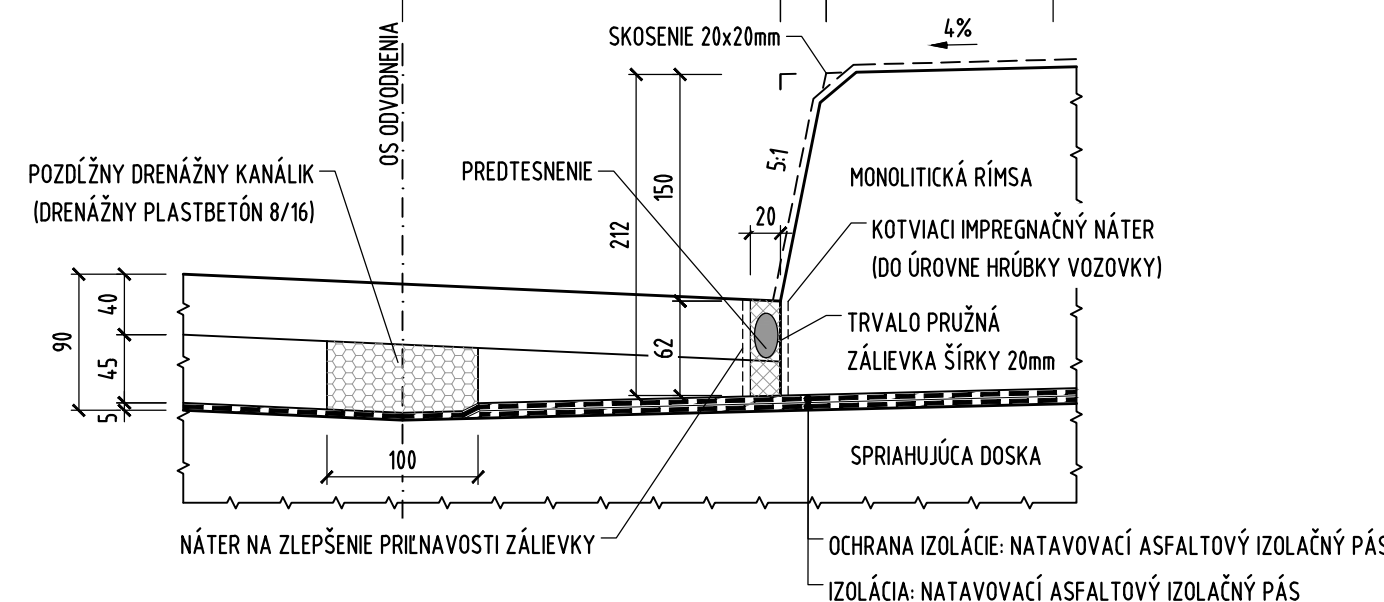 SKOSENIE 20x20mm
4%
OS ODVODNENIA
POZDĹŽNY DRENÁŽNY KANÁLIK
(DRENÁŽNY PLASTBETÓN 8/16)
PREDTESNENIE
5:1
150
212
20
MONOLITICKÁ RÍMSA
KOTVIACI IMPREGNAČNÝ NÁTER
(DO ÚROVNE HRÚBKY VOZOVKY)
40
90
45
5
62
TRVALO PRUŽNÁ
ZÁLIEVKA ŠÍRKY 20mm
100
SPRIAHUJÚCA DOSKA
NÁTER NA ZLEPŠENIE PRIĽNAVOSTI ZÁLIEVKY
OCHRANA IZOLÁCIE: NATAVOVACÍ ASFALTOVÝ IZOLAČNÝ PÁS
IZOLÁCIA: NATAVOVACÍ ASFALTOVÝ IZOLAČNÝ PÁS